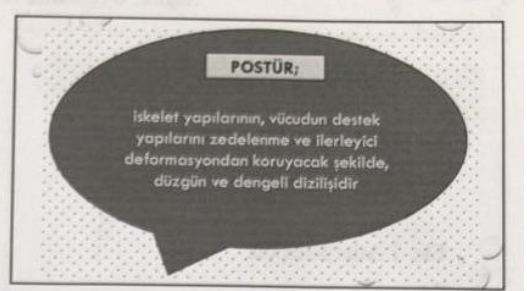 POSTÜR;
iskelet yapılarının, vücudun destek
yapılarını zedelenme ve ilerleyici
deformasyondan koruyacak şekilde,
düzgün ve dengeli dizilişidir